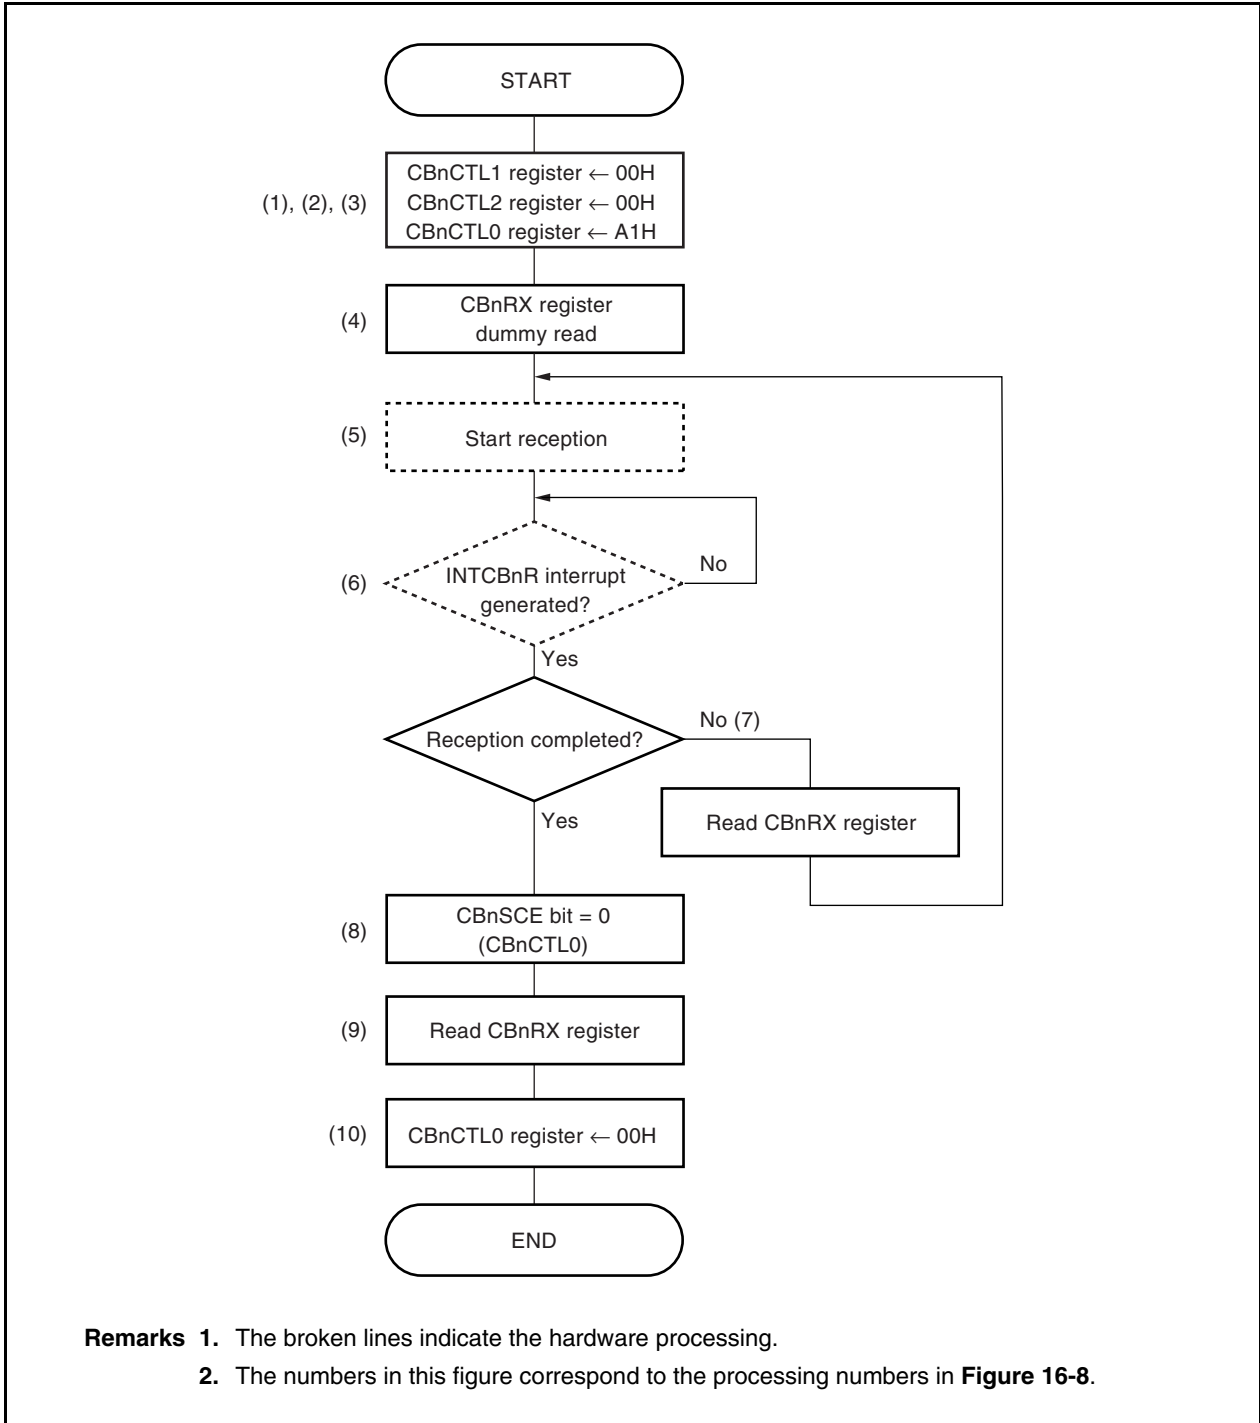 START
(1), (2), (3)
CBnCTL1 register ← 00H
CBnCTL2 register ← 00H
CBnCTL0 register ← A1H
(4)
CBnRX register
dummy read
(5)
Start reception
(6)
INTCBnR interrupt
generated?
No
Yes
Reception completed?
No (7)
Read CBnRX register
Yes
(8)
CBnSCE bit = 0
(CBnCTL0)
(9)
Read CBnRX register
(10)
CBnCTL0 register ← 00H
END
Remarks 1. The broken lines indicate the hardware processing.
2. The numbers in this figure correspond to the processing numbers in Figure 16-8.